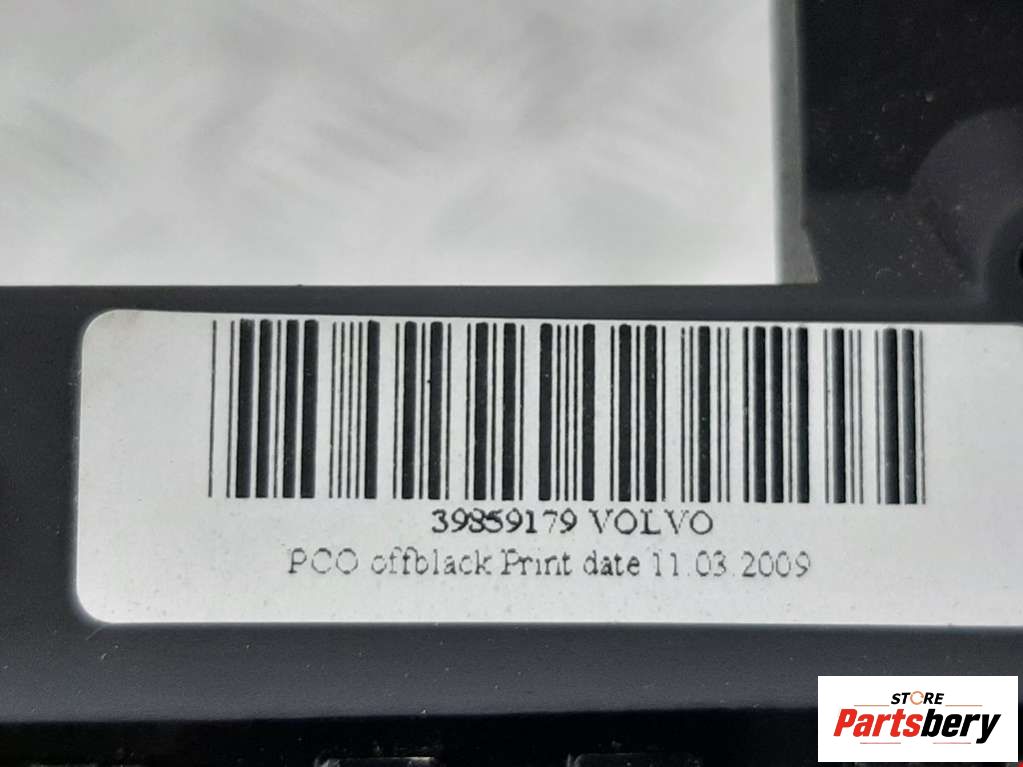 39859179 VOLVO
PCO offblack Print date 11.03.2009
STORE
Partsbery